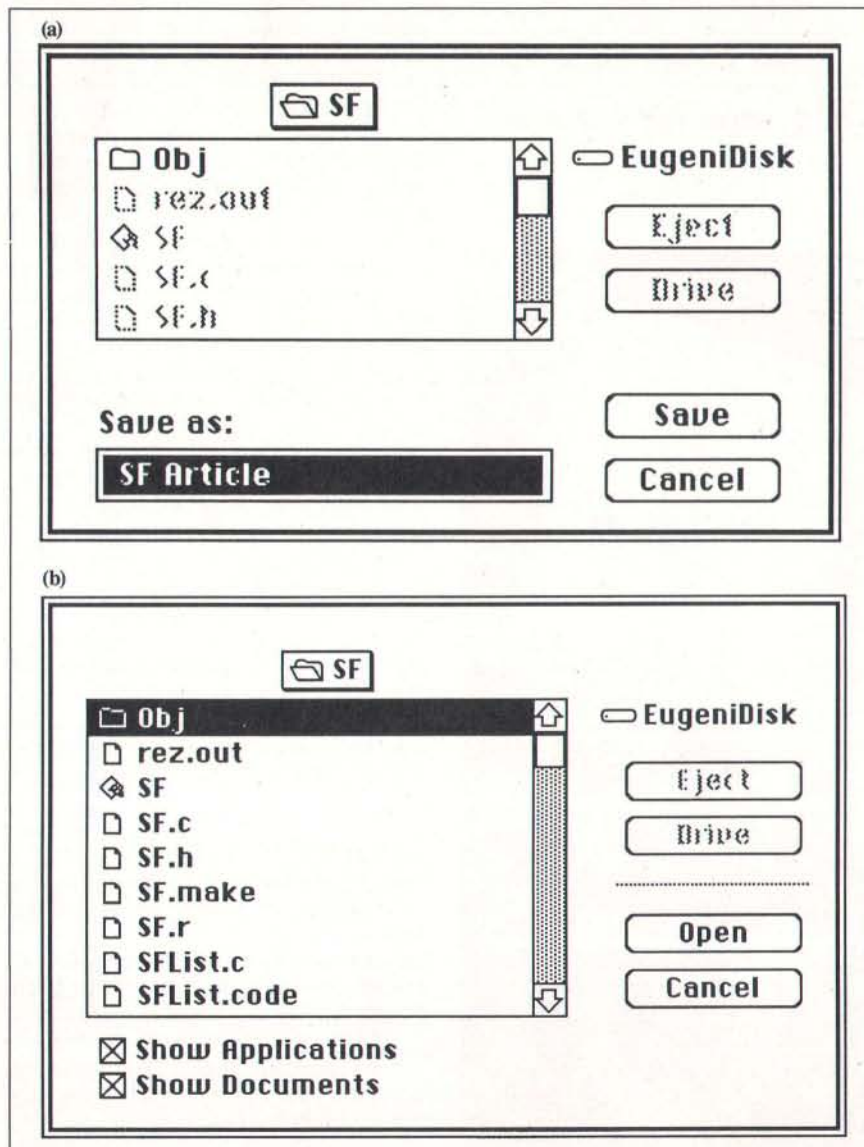 (a)
SF
Obj
rez.out
SF
SF.c
SF.h
EugeniDisk
Eject
Drive
Save as:
SF Article
Save
Cancel
(b)
SF
Obj
rez.out
SF
SF.c
SF.h
SF.make
SF.r
SFList.c
SFList.code
EugeniDisk
Eject
Drive
Open
Cancel
Show Applications
Show Documents